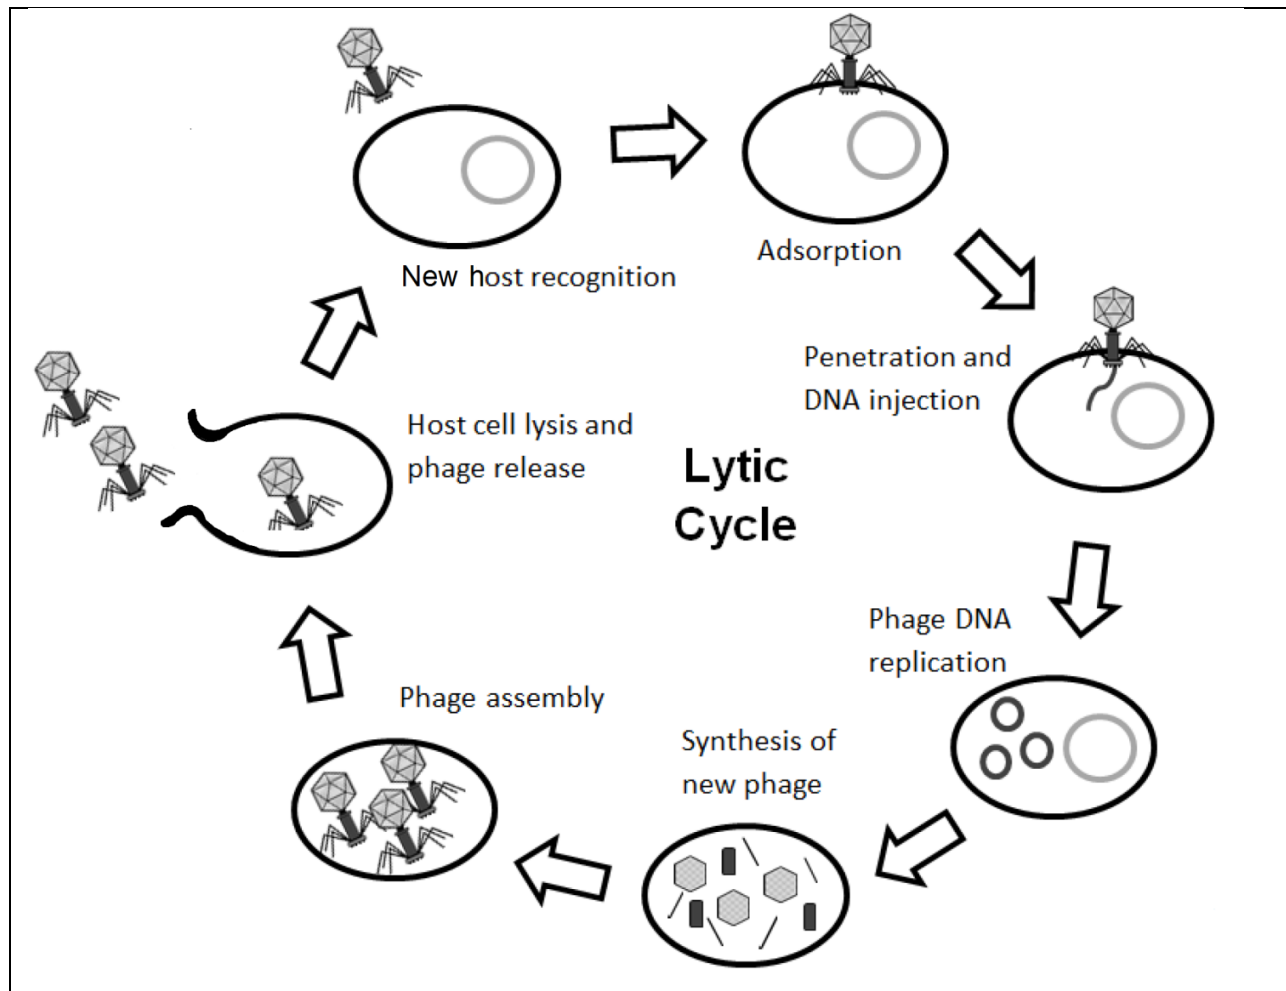 New host recognition
Adsorption
Penetration and
DNA injection
Host cell lysis and
phage release
Lytic
Cycle
Phage DNA
replication
Phage assembly
Synthesis of
new phage